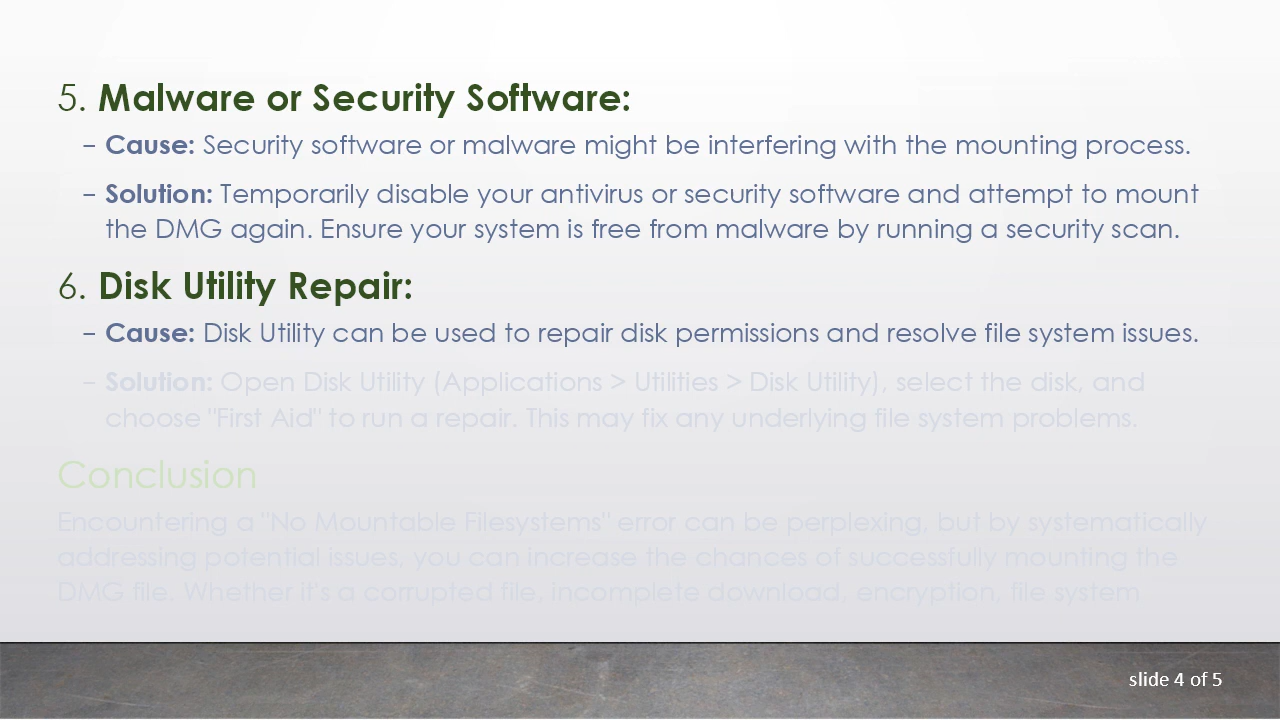 5. Malware or Security Software:
– Cause: Security software or malware might be interfering with the mounting process.
– Solution: Temporarily disable your antivirus or security software and attempt to mount
the DMG again. Ensure your system is free from malware by running a security scan.
6. Disk Utility Repair:
– Cause: Disk Utility can be used to repair disk permissions and resolve file system issues.
– Solution: Open Disk Utility (Applications > Utilities > Disk Utility), select the disk, and
choose "First Aid" to run a repair. This may fix any underlying file system problems.
Conclusion
Encountering a "No Mountable Filesystems" error can be perplexing, but by systematically
addressing potential issues, you can increase the chances of successfully mounting the
DMG file. Whether it's a corrupted file, incomplete download, encryption, file system
slide 4 of 5